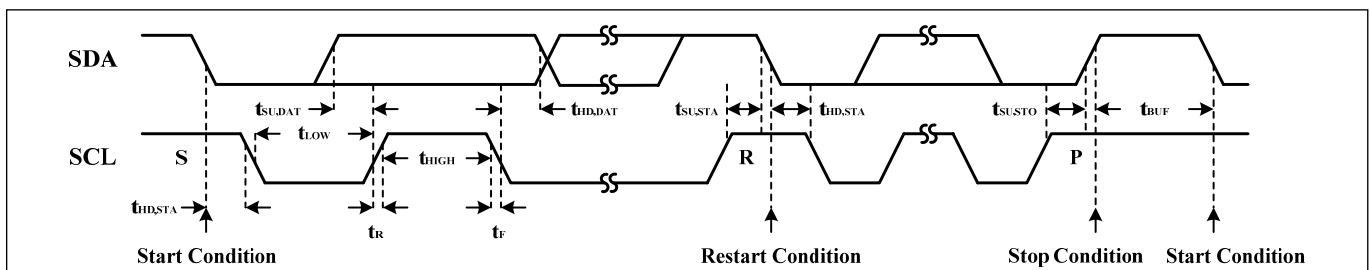 SDA
tSU,DAT
tHD,DAT
tSU,STA
tHD,STA
tSU,STO
tBUF
tLOW
SCL
S
tHIGH
R
P
tHD,STA
tR
tF
Start Condition
Restart Condition
Stop Condition
Start Condition